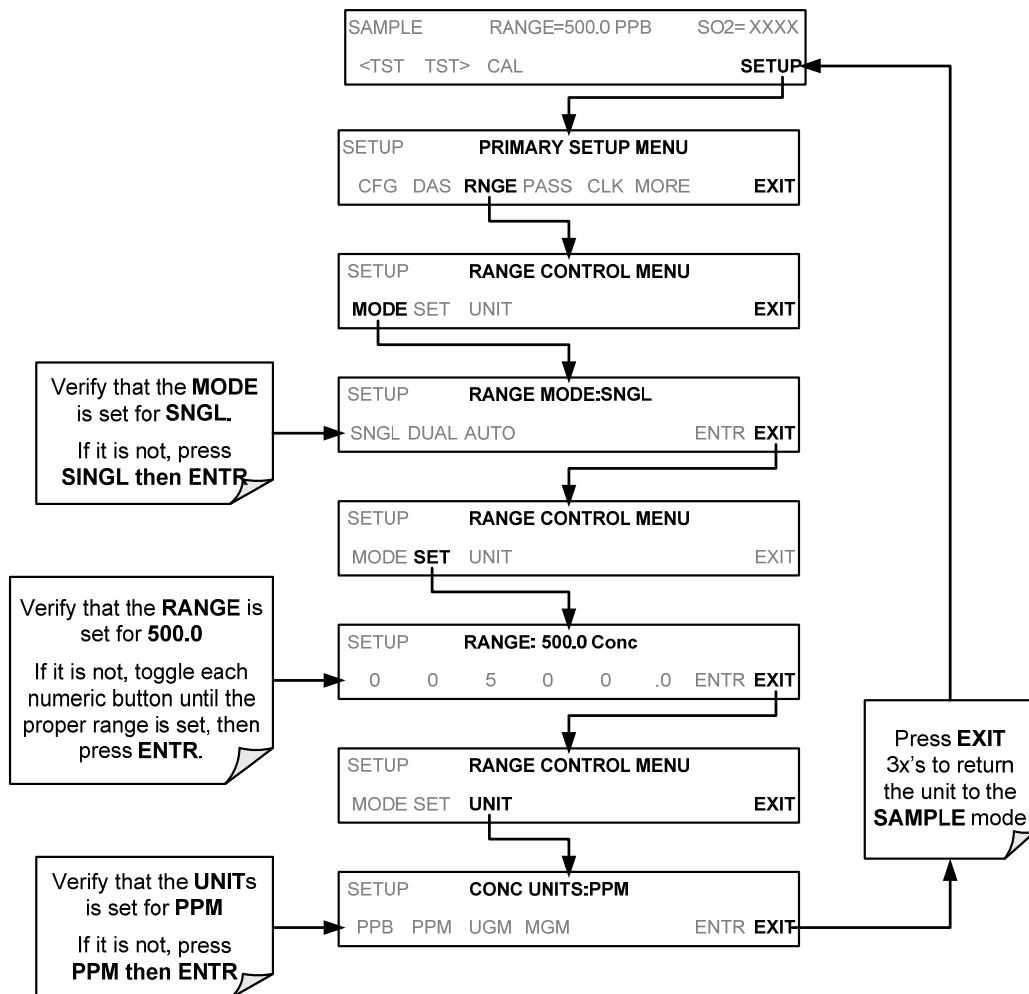 SAMPLE RANGE=500.0 PPB SO2= XXXX
<TST TST> CAL SETUP
SETUP PRIMARY SETUP MENU
CFG DAS RNGE PASS CLK MORE EXIT
SETUP RANGE CONTROL MENU
MODE SET UNIT EXIT
Verify that the MODE
is set for SNGL.
If it is not, press
SINGL then ENTR
SETUP RANGE MODE:SNGL
SNGL DUAL AUTO ENTR EXIT
SETUP RANGE CONTROL MENU
MODE SET UNIT EXIT
Verify that the RANGE is
set for 500.0
If it is not, toggle each
numeric button until the
proper range is set, then
press ENTR.
SETUP RANGE: 500.0 Conc
0 0 5 0 0 .0 ENTR EXIT
SETUP RANGE CONTROL MENU
MODE SET UNIT EXIT
Press EXIT
3x's to return
the unit to the
SAMPLE mode
Verify that the UNITs
is set for PPM
If it is not, press
PPM then ENTR
SETUP CONC UNITS:PPM
PPB PPM UGM MGM ENTR EXIT